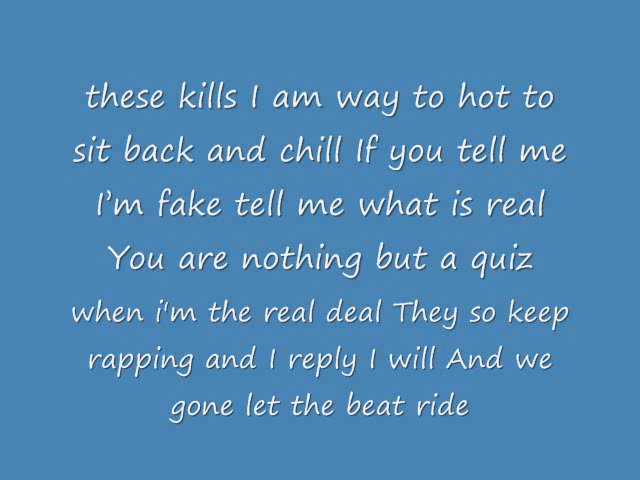 these kills I am way to hot to
sit back and chill If you tell me
I’m fake tell me what is real
You are nothing but a quiz
when i'm the real deal They so keep
rapping and I reply I will And we
gone let the beat ride